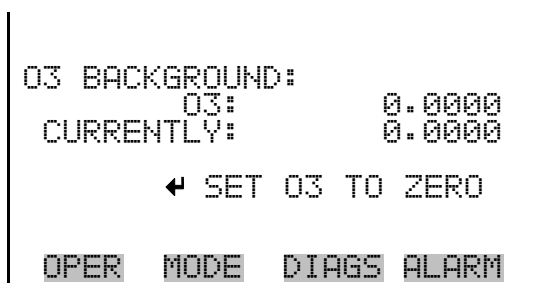 O3 BACKGROUND:
O3: 0.0000
CURRENTLY: 0.0000
↵ SET O3 TO ZERO
OPER MODE DIAGS ALARM